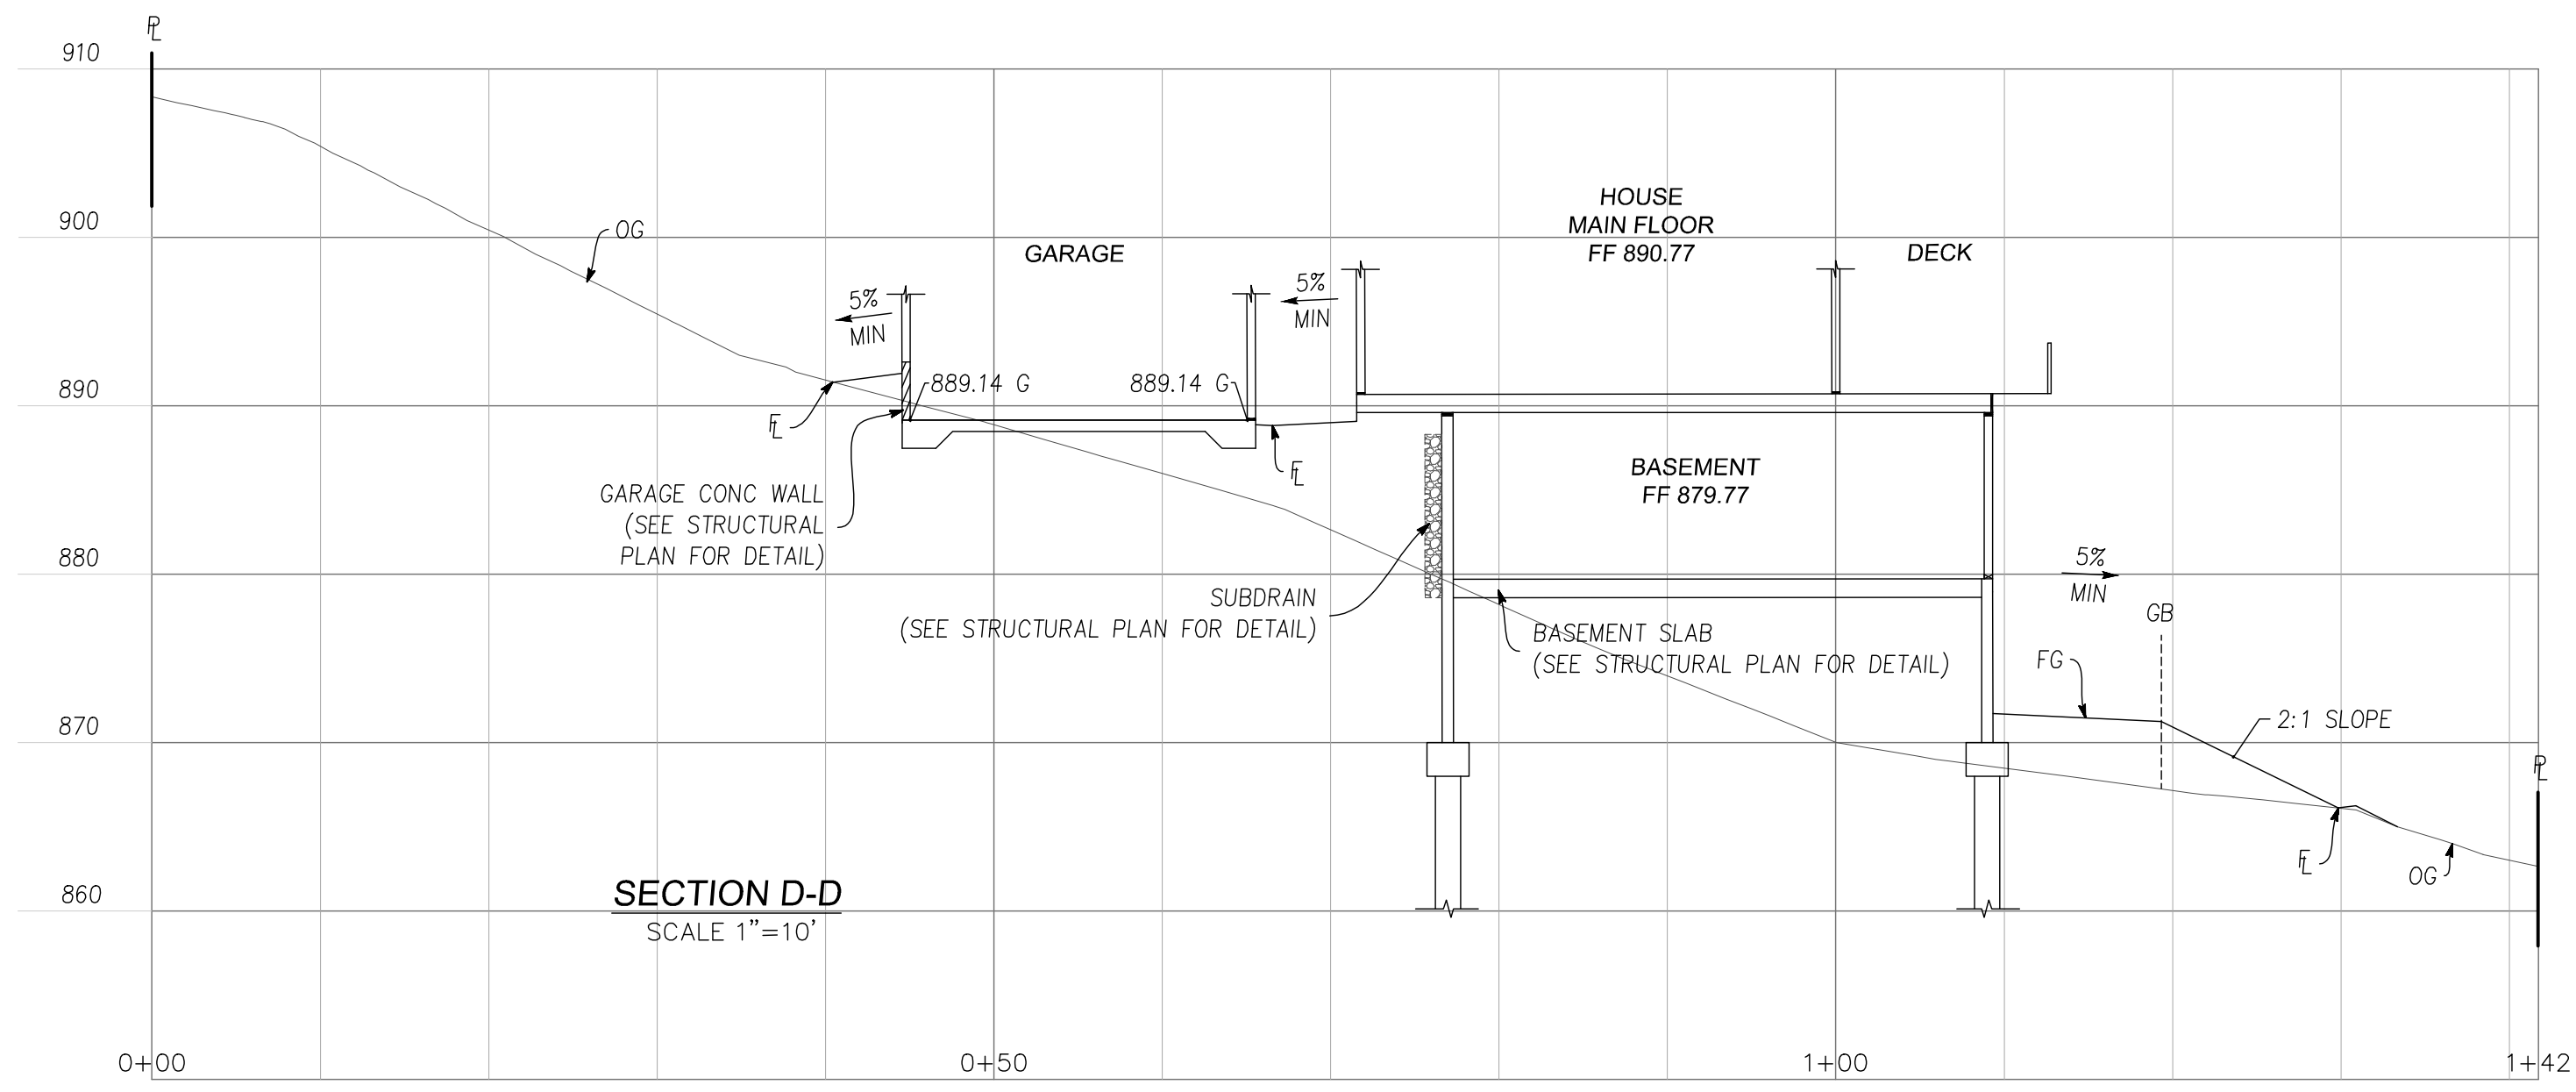 PL
910
900
OG
HOUSE
MAIN FLOOR
FF 890.77
GARAGE
DECK
5%
MIN
5%
MIN
890
889.14 G
889.14 G
FL
FL
GARAGE CONC WALL
(SEE STRUCTURAL
PLAN FOR DETAIL)
BASEMENT
FF 879.77
880
SUBDRAIN
(SEE STRUCTURAL PLAN FOR DETAIL)
BASEMENT SLAB
(SEE STRUCTURAL PLAN FOR DETAIL)
5%
MIN
GB
FG
870
2:1 SLOPE
PL
FL
OG
860
SECTION D-D
SCALE 1"=10'
0+00
0+50
1+00
1+42